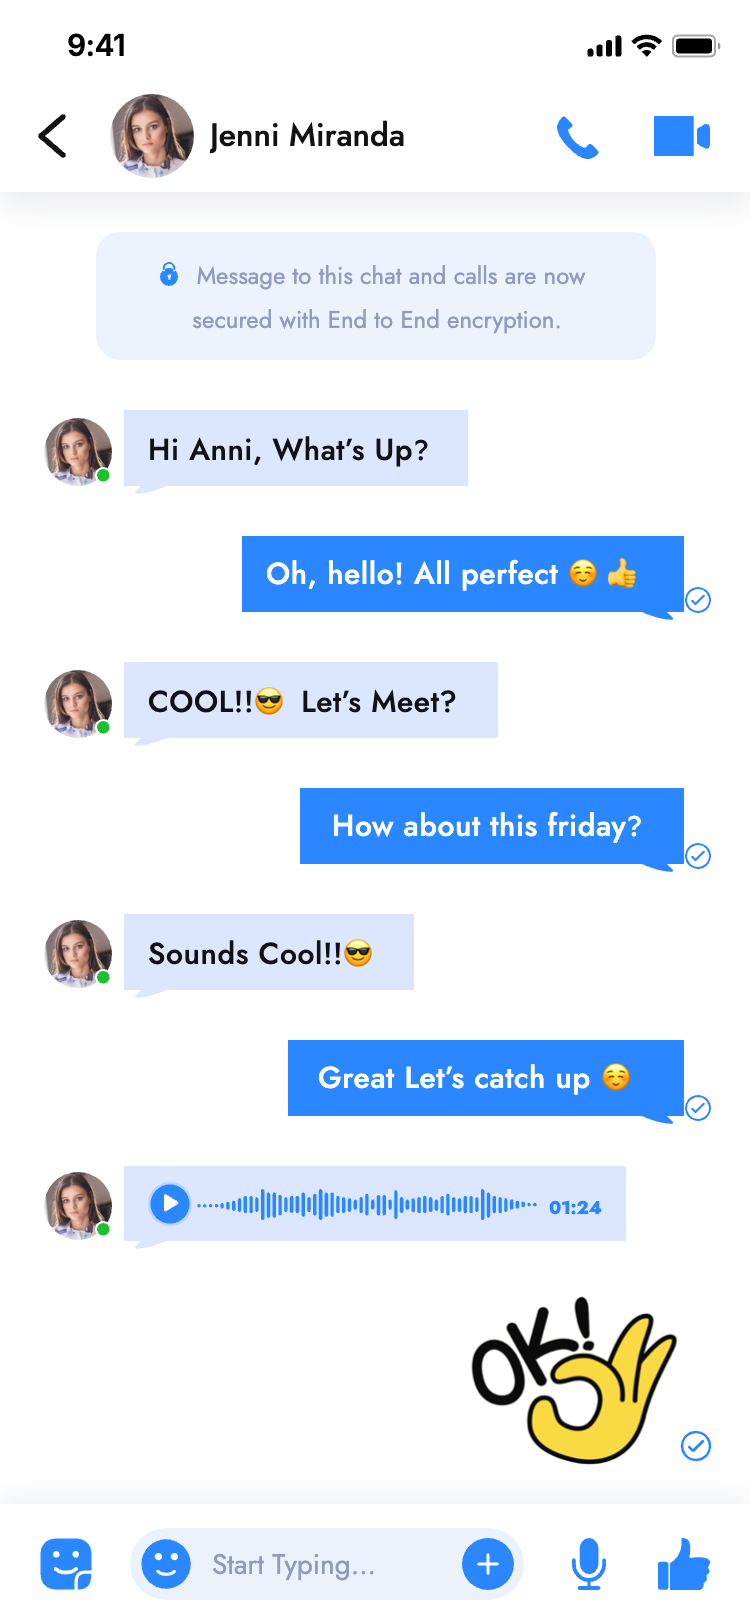 9:41
Jenni Miranda
Message to this chat and calls are now
secured with End to End encryption.
Hi Anni, What’s Up?
Oh, hello! All perfect ☺️ 👍
COOL!!😎 Let’s Meet?
How about this friday?
Sounds Cool!!😎
Great Let’s catch up ☺️
01:24
OK!
Start Typing...